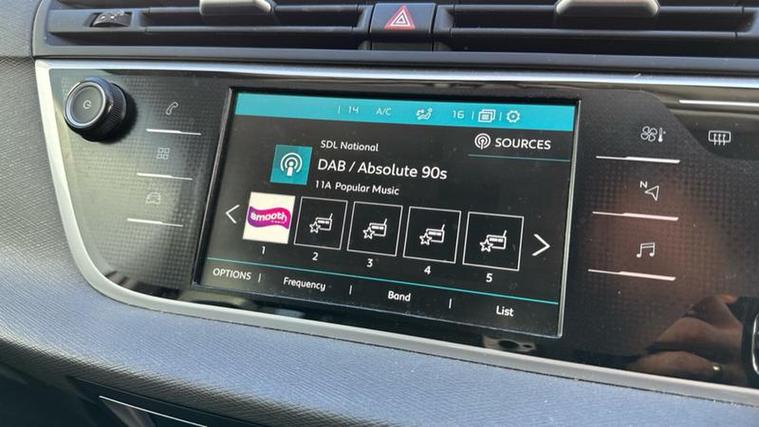 14 A/C 16
SDL National
SOURCES
DAB / Absolute 90s
11A Popular Music
smooth
1 2 3 4 5
OPTIONS Frequency Band List
N